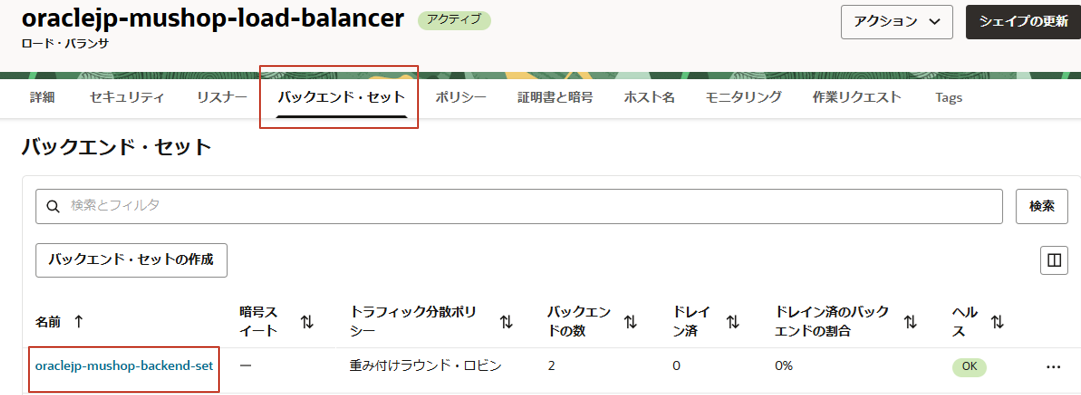 oraclejp-mushop-load-balancer
アクティブ
アクション
シェイプの更新
ロード・バランサ
詳細
セキュリティ
リスナー
バックエンド・セット
ポリシー
証明書と暗号
ホスト名
モニタリング
作業リクエスト
Tags
バックエンド・セット
検索とフィルタ
検索
バックエンド・セットの作成
名前
暗号ス
イート
トラフィック分散ポリ
シー
バックエン
ドの数
ドレイ
ン済
ドレイン済のバック
エンドの割合
ヘル
ス
oraclejp-mushop-backend-set
—
重み付けラウンド・ロビン
2
0
0%
OK